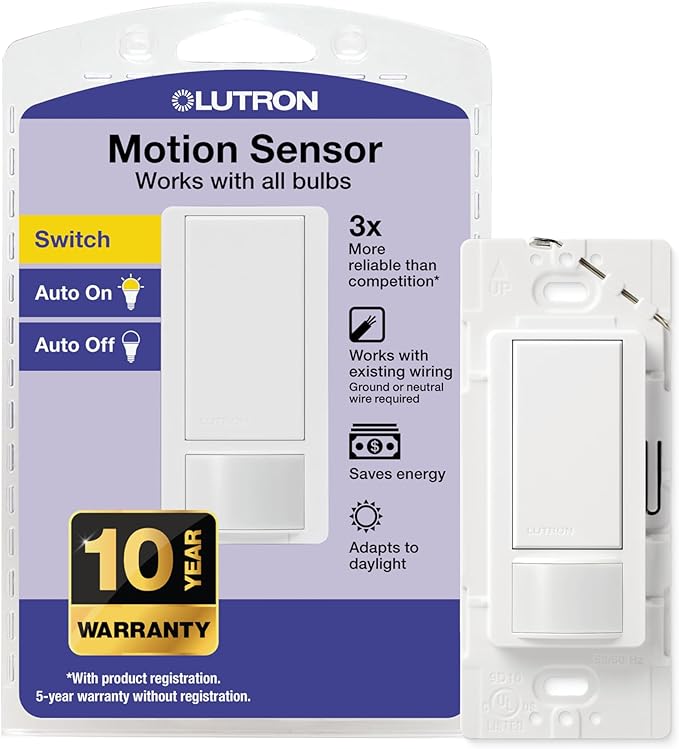 LUTRON
Motion Sensor
Works with all bulbs
Switch
Auto On
Auto Off
3x
More
reliable than
competition*
Works with
existing wiring
Ground or neutral
wire required
$
Saves energy
Adapts to
daylight
LUTRON
10
YEAR
WARRANTY
*With product registration.
5-year warranty without registration.
UP
LUTRON
UL